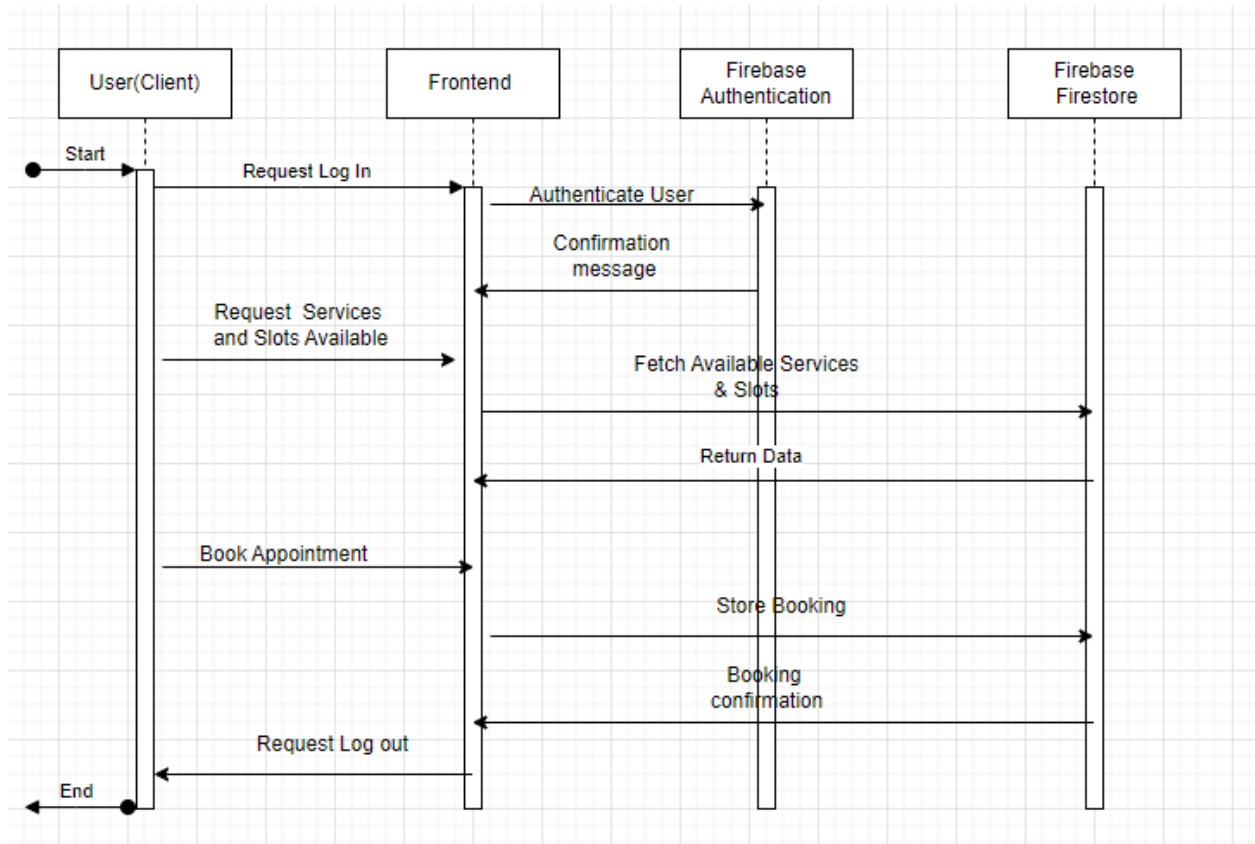 User(Client)
Frontend
Firebase
Authentication
Firebase
Firestore
Start
Request Log In
Authenticate User
Confirmation
message
Request  Services
and Slots Available
Fetch Available Services
& Slots
Return Data
Book Appointment
Store Booking
Booking
confirmation
Request Log out
End